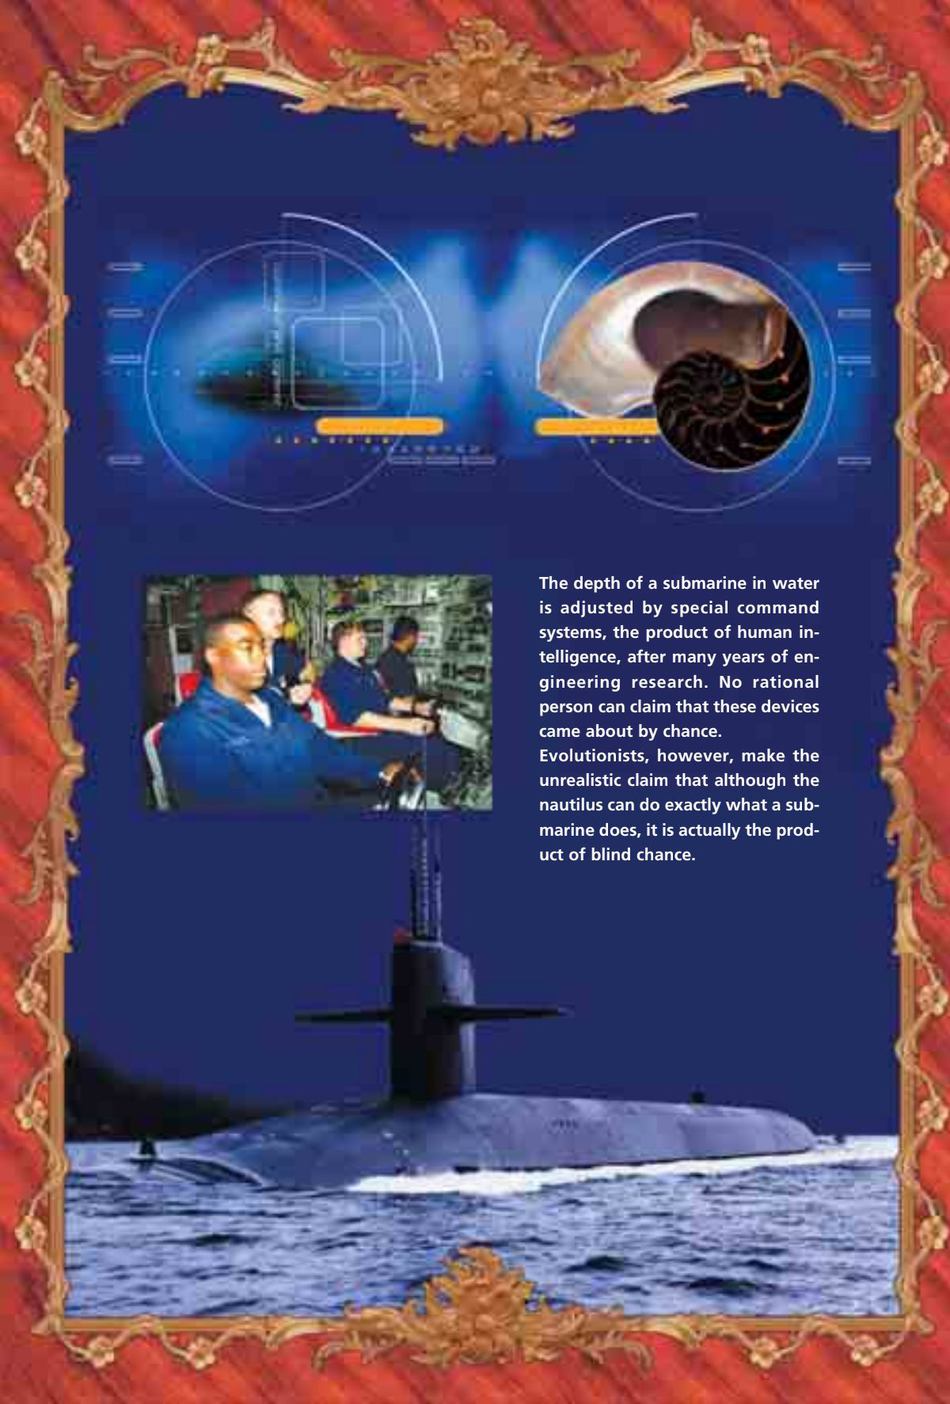 The depth of a submarine in water
is adjusted by special command
systems, the product of human in-
telligence, after many years of en-
gineering research. No rational
person can claim that these devices
came about by chance.
Evolutionists, however, make the
unrealistic claim that although the
nautilus can do exactly what a sub-
marine does, it is actually the prod-
uct of blind chance.